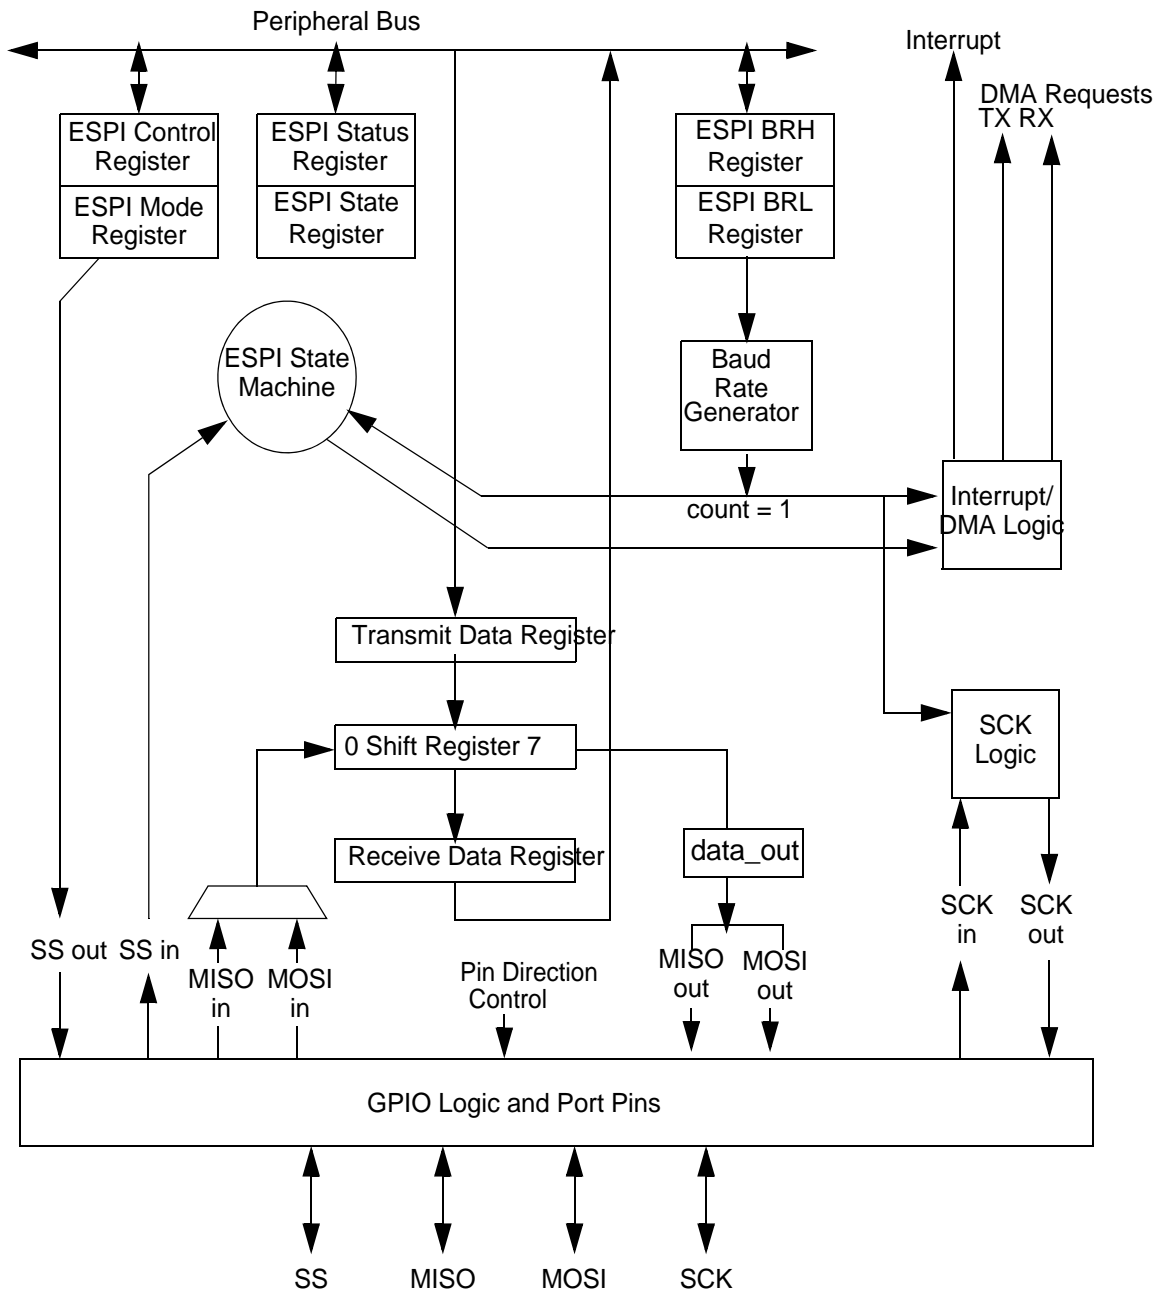 Peripheral Bus
Interrupt
DMA Requests
TX RX
ESPI Control
Register
ESPI Mode
Register
ESPI Status
Register
ESPI State
Register
ESPI BRH
Register
ESPI BRL
Register
ESPI State
Machine
Baud
Rate
Generator
count = 1
Interrupt/
DMA Logic
Transmit Data Register
0 Shift Register 7
Receive Data Register
data_out
SCK
Logic
SS out
SS in
MISO
in
MOSI
in
Pin Direction
Control
MISO
out
MOSI
out
SCK
in
SCK
out
GPIO Logic and Port Pins
SS
MISO
MOSI
SCK